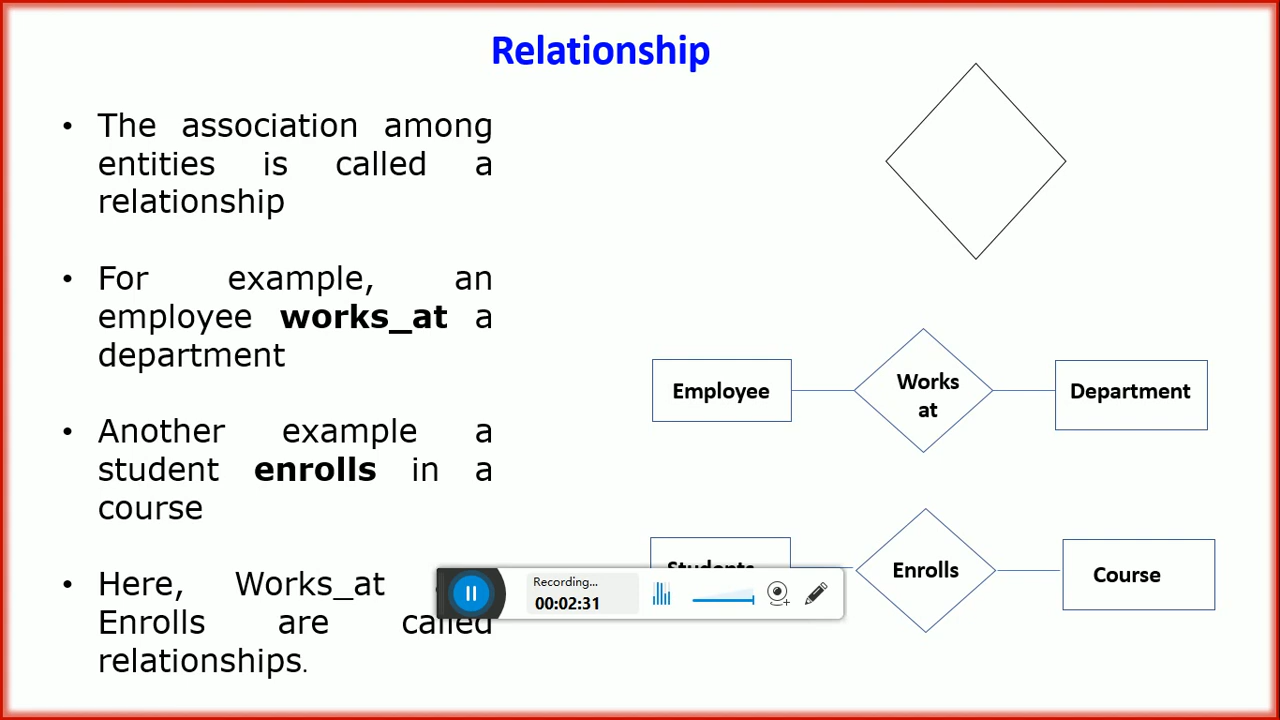 Relationship
• The association among
entities is called a
relationship
• For example, an
employee works_at a
department
• Another example a
student enrolls in a
course
• Here, Works_at
Enrolls are called
relationships.
Employee
Works
at
Department
Students
Enrolls
Course
Recording...
00:02:31